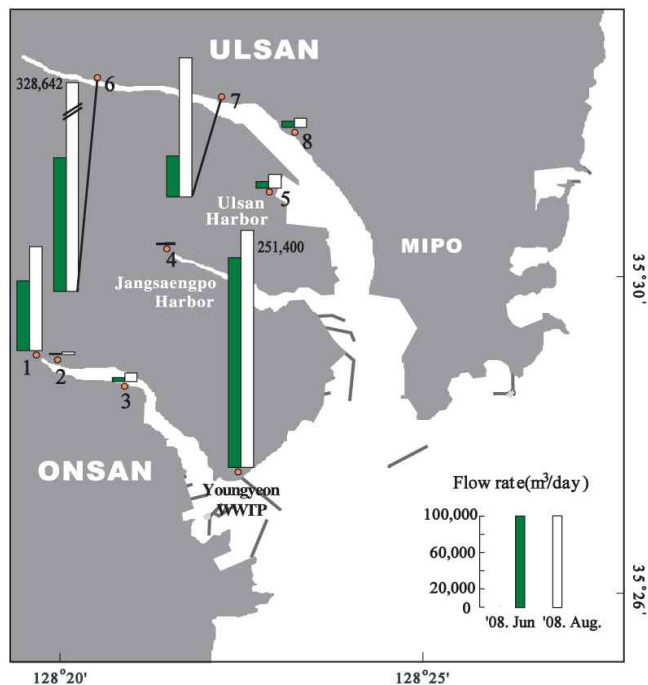 ULSAN
328,642
6
7
8
5
Ulsan
Harbor
4
251,400
MIPO
Jangsaengpo
Harbor
1
2
3
ONSAN
Youngyeon
WWTP
Flow rate(m³/day)
100,000
60,000
20,000
0
'08. Jun
'08. Aug.
35°30'
35°26'
128°20'
128°25'